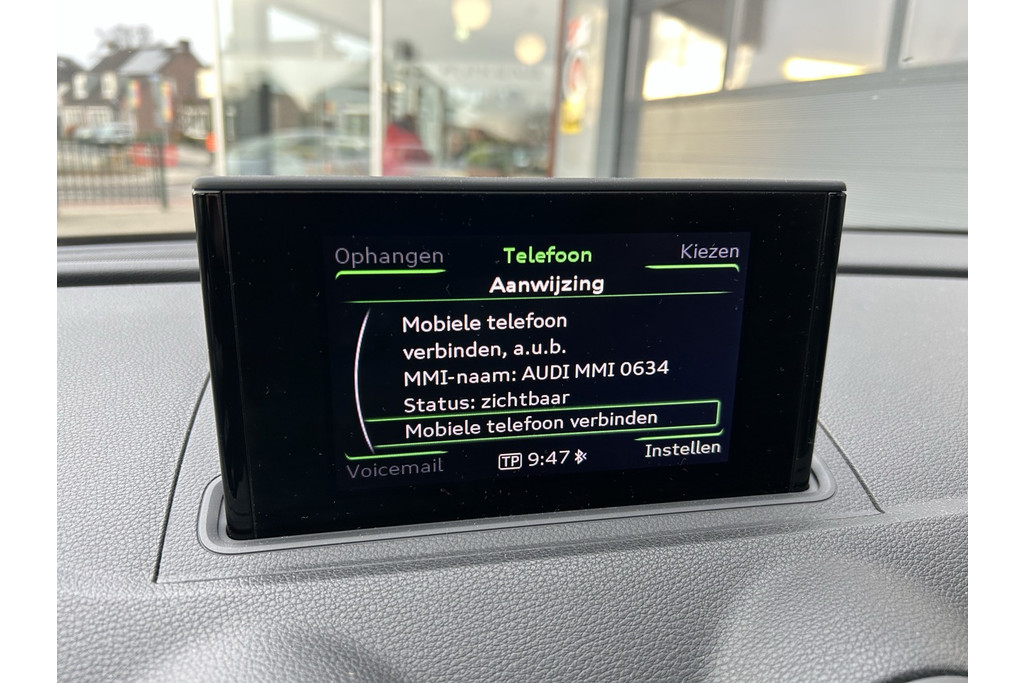 Ophangen Telefoon Kiezen
Aanwijzing
Mobiele telefoon
verbinden, a.u.b.
MMI-naam: AUDI MMI 0634
Status: zichtbaar
Mobiele telefoon verbinden
Voicemail TP 9:47 Instellen